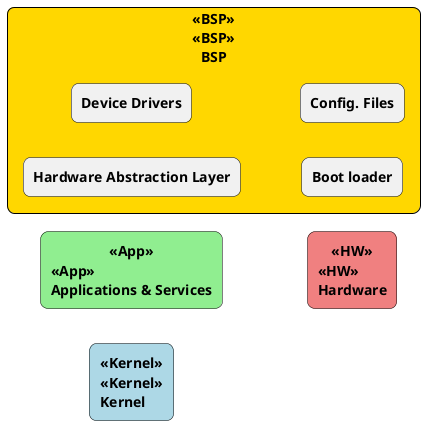 «BSP»
«BSP»
BSP
Device Drivers
Config. Files
Hardware Abstraction Layer
Boot loader
«App»
«App»
Applications & Services
«HW»
«HW»
Hardware
«Kernel»
«Kernel»
Kernel